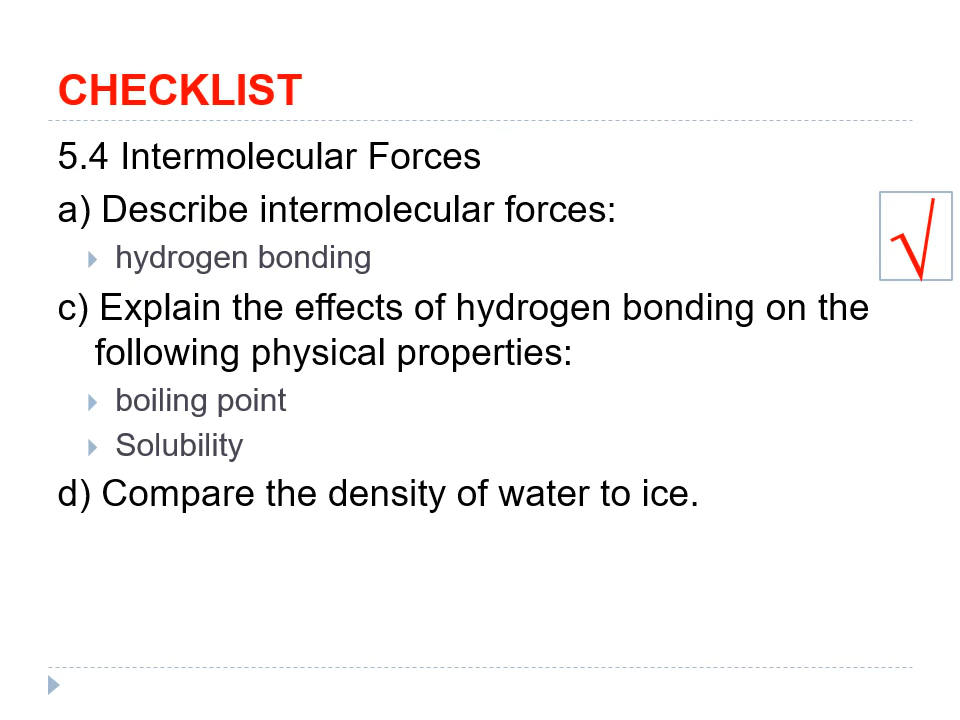 CHECKLIST
5.4 Intermolecular Forces
a) Describe intermolecular forces:
hydrogen bonding
√
c) Explain the effects of hydrogen bonding on the
following physical properties:
boiling point
Solubility
d) Compare the density of water to ice.